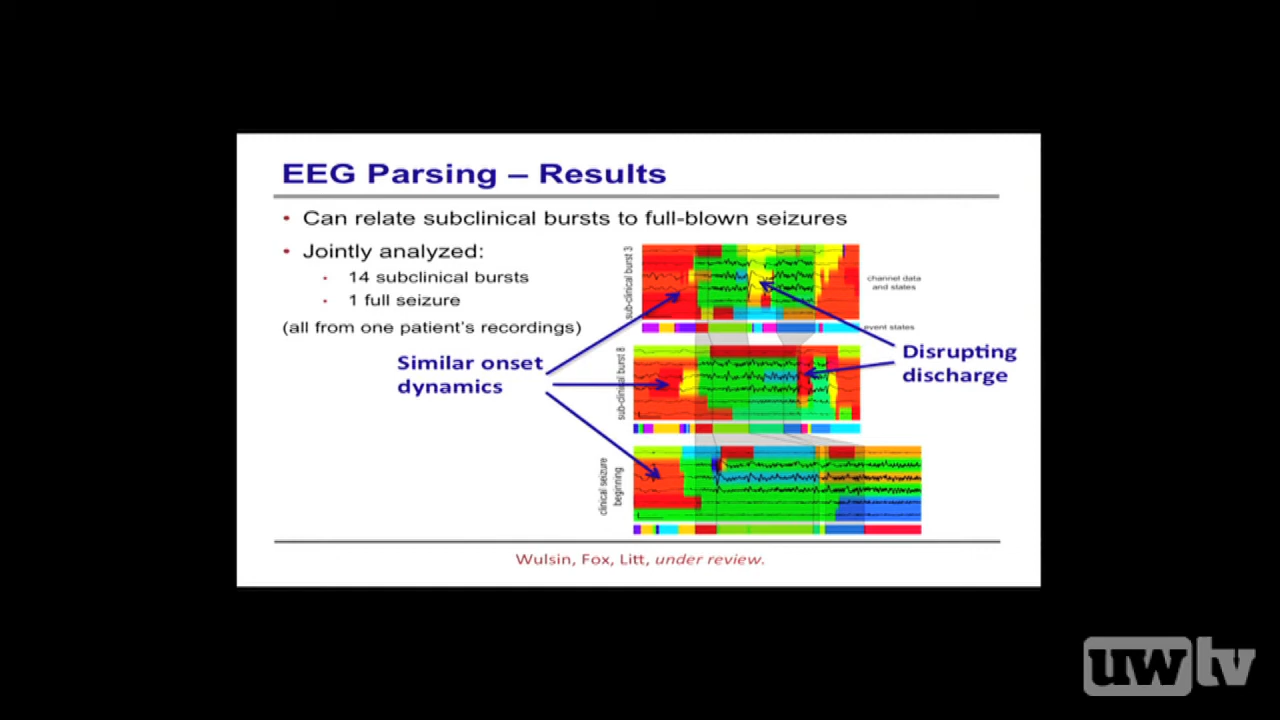 EEG Parsing – Results
• Can relate subclinical bursts to full-blown seizures
• Jointly analyzed:
• 14 subclinical bursts
• 1 full seizure
(all from one patient's recordings)
Similar onset
dynamics
sub-clinical burst 3
sub-clinical burst 8
clinical seizure
beginning
channel data
and states
event states
Disrupting
discharge
Wulsin, Fox, Litt, under review.
uwtv